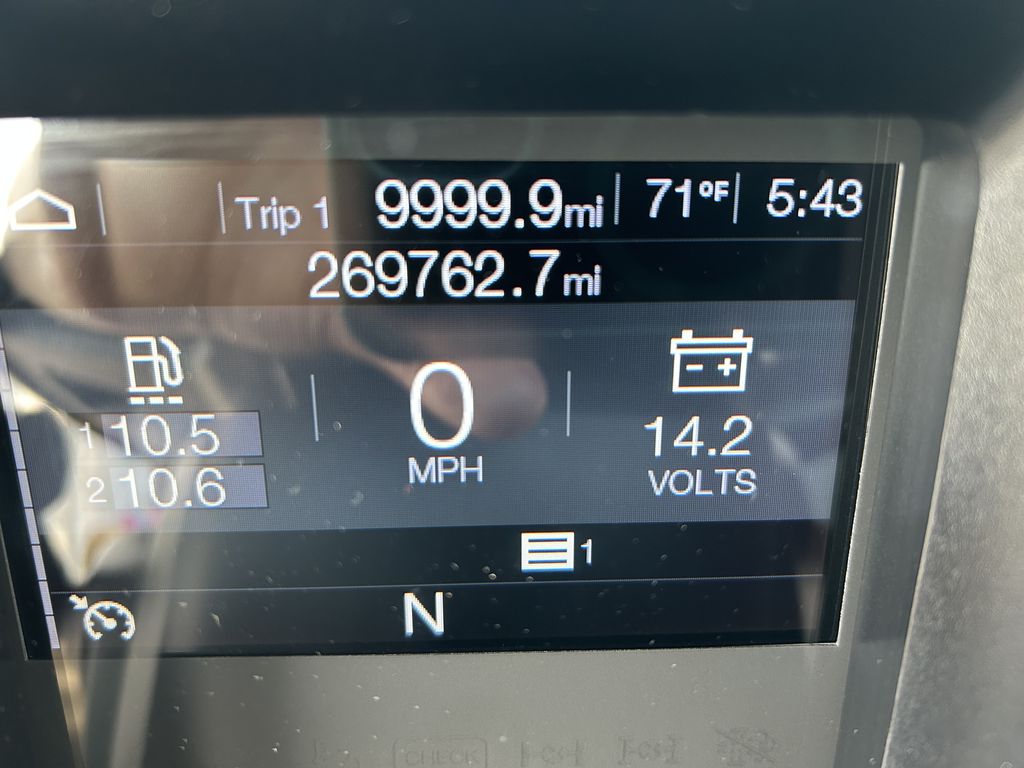 Trip 1 9999.9mi 71°F 5:43
269762.7mi
- +
1 10.5
2 10.6
0
MPH
14.2
VOLTS
1
N
CHECK